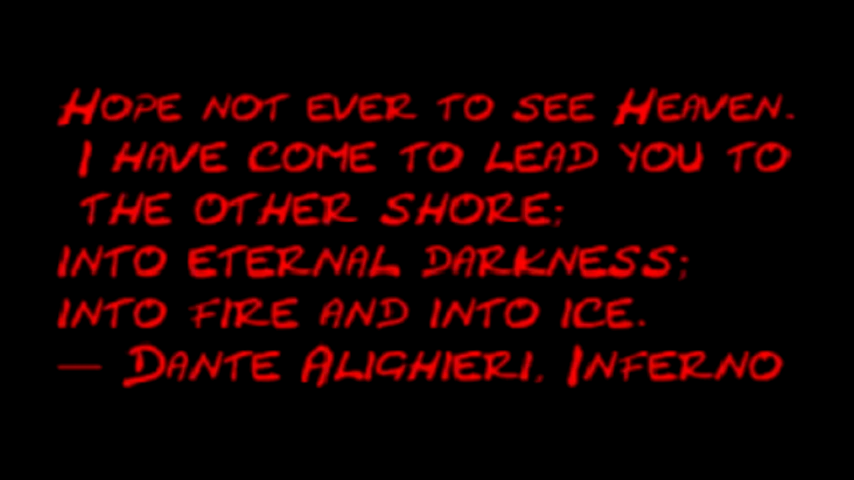 Hope not ever to see Heaven.
I have come to lead you to
the other shore;
into eternal darkness;
into fire and into ice.
— Dante Alighieri, Inferno